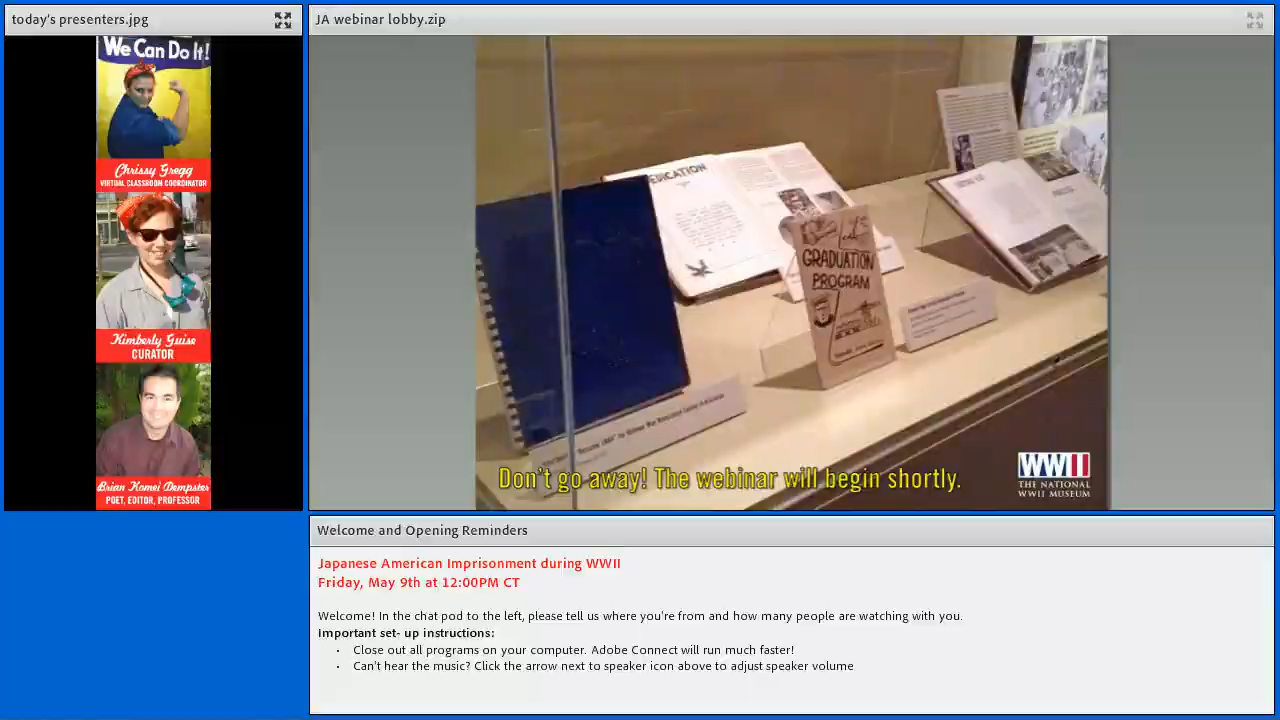 today's presenters.jpg
We Can Do It!
Chrissy Gregg
VIRTUAL CLASSROOM COORDINATOR
Kimberly Guise
CURATOR
Brian Komei Dempster
POET, EDITOR, PROFESSOR
JA webinar lobby.zip
GRADUATION
PROGRAM
Don't go away! The webinar will begin shortly.
WWII
THE NATIONAL
WWII MUSEUM
Welcome and Opening Reminders
Japanese American Imprisonment during WWII
Friday, May 9th at 12:00PM CT
Welcome! In the chat pod to the left, please tell us where you're from and how many people are watching with you.
Important set- up instructions:
• Close out all programs on your computer. Adobe Connect will run much faster!
• Can't hear the music? Click the arrow next to speaker icon above to adjust speaker volume